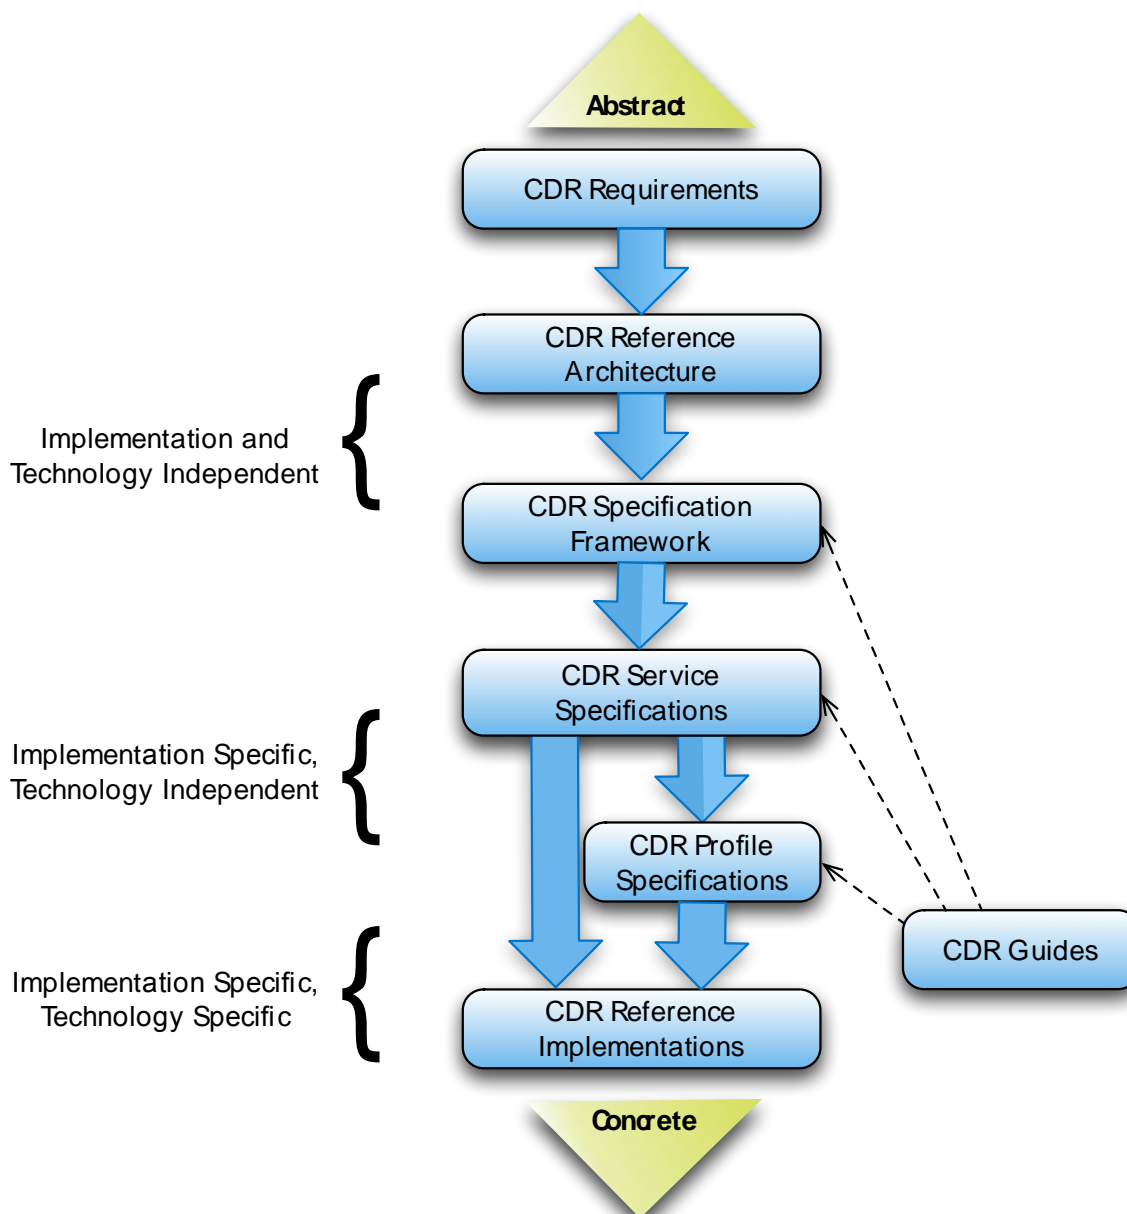 Abstract
CDR Requirements
CDR Reference
Architecture
Implementation and
Technology Independent
CDR Specification
Framework
CDR Service
Specifications
Implementation Specific,
Technology Independent
CDR Profile
Specifications
CDR Guides
Implementation Specific,
Technology Specific
CDR Reference
Implementations
Concrete